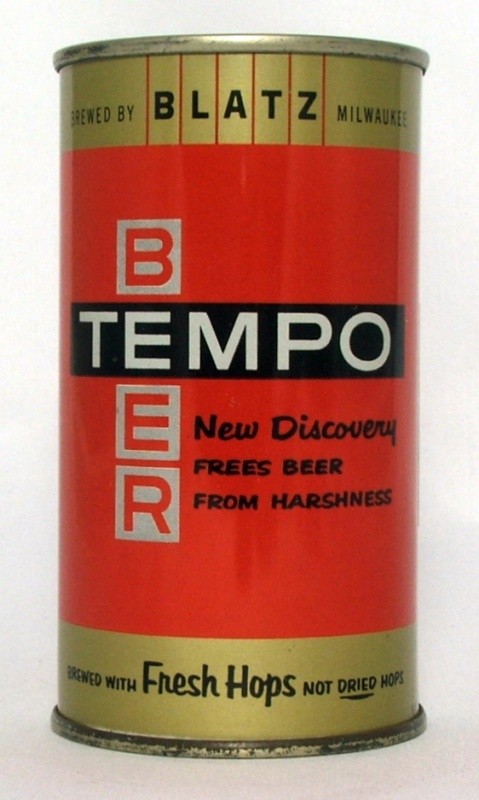 BREWED BY BLATZ MILWAUKEE
B
TEMPO
E
R
New Discovery
FREES BEER
FROM HARSHNESS
BREWED WITH Fresh Hops NOT DRIED HOPS